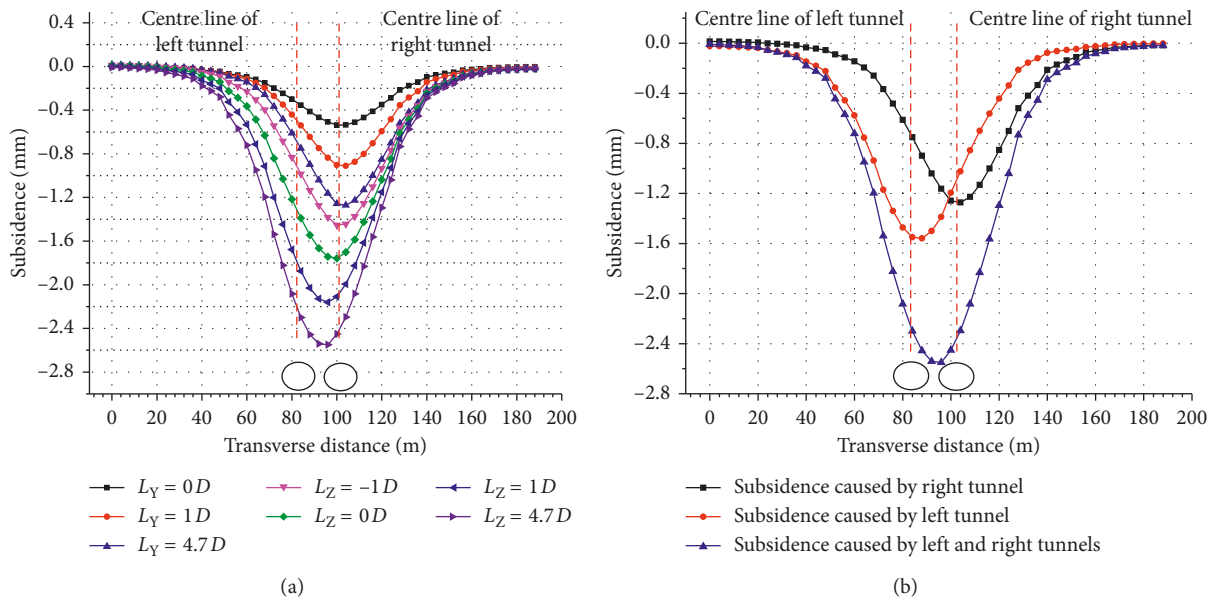 Centre line of
left tunnel
Centre line of
right tunnel
0.4
0.0
−0.4
−0.8
−1.2
−1.6
−2.0
−2.4
−2.8
Subsidence (mm)
0 20 40 60 80 100 120 140 160 180 200
Transverse distance (m)
L_Y = 0D
L_Y = 1D
L_Y = 4.7D
L_Z = −1D
L_Z = 0D
L_Z = 1D
L_Z = 4.7D
(a)
Centre line of left tunnel
Centre line of right tunnel
0.0
−0.4
−0.8
−1.2
−1.6
−2.0
−2.4
−2.8
Subsidence (mm)
0 20 40 60 80 100 120 140 160 180 200
Transverse distance (m)
Subsidence caused by right tunnel
Subsidence caused by left tunnel
Subsidence caused by left and right tunnels
(b)